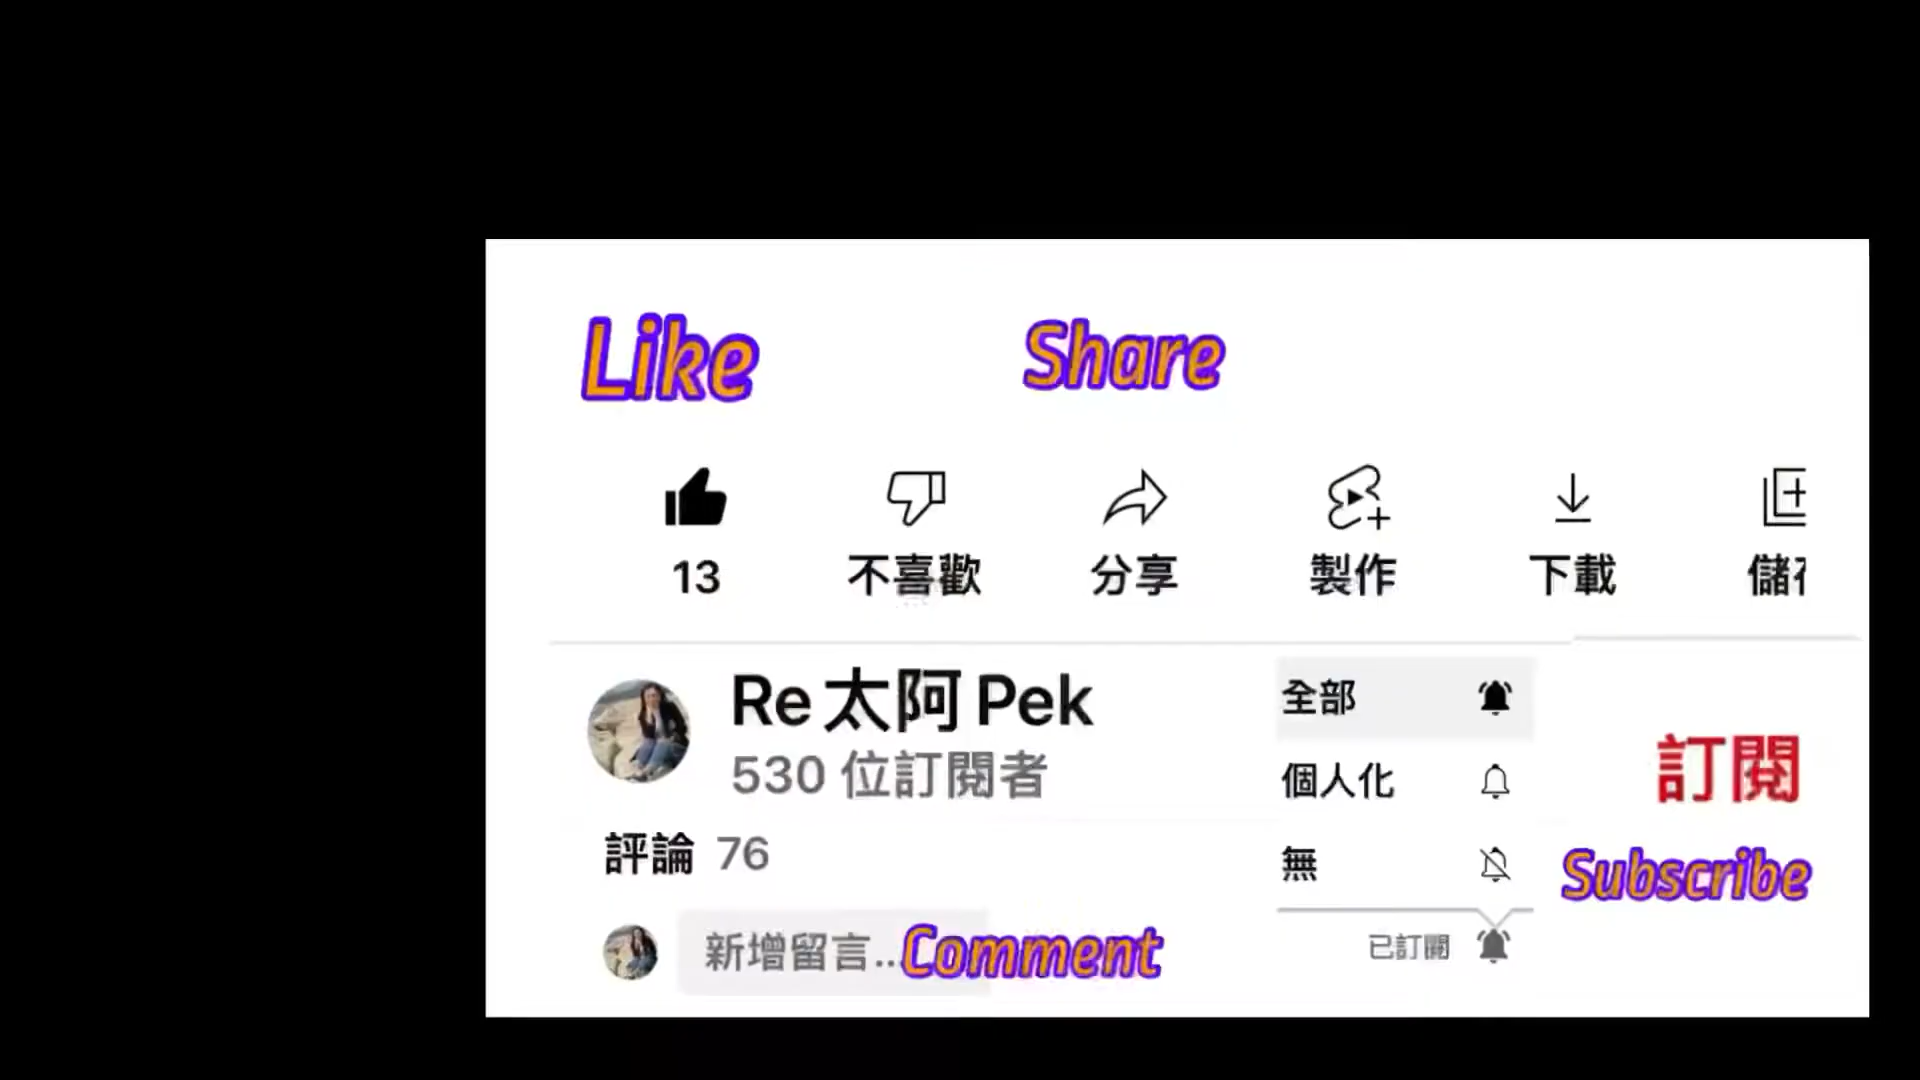 Like Share
13 不喜歡 分享 製作 下載 儲
Re 太阿 Pek
530 位訂閱者
全部
個人化
無
已訂閱
訂閱
Subscribe
評論 76
新增留言...
Comment